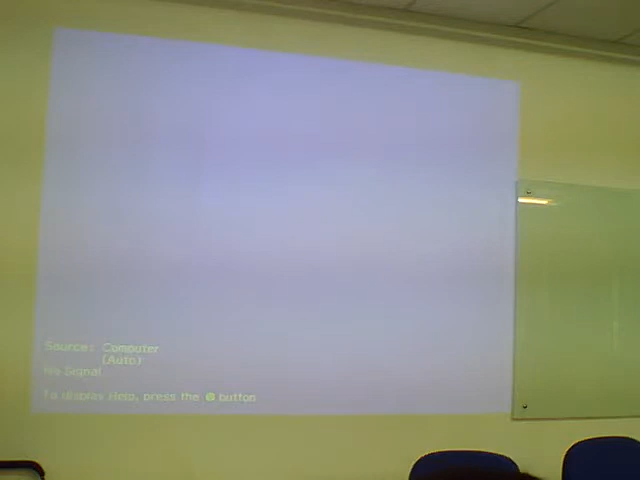 Source: Computer
(Auto)
No Signal
To display Help, press the button